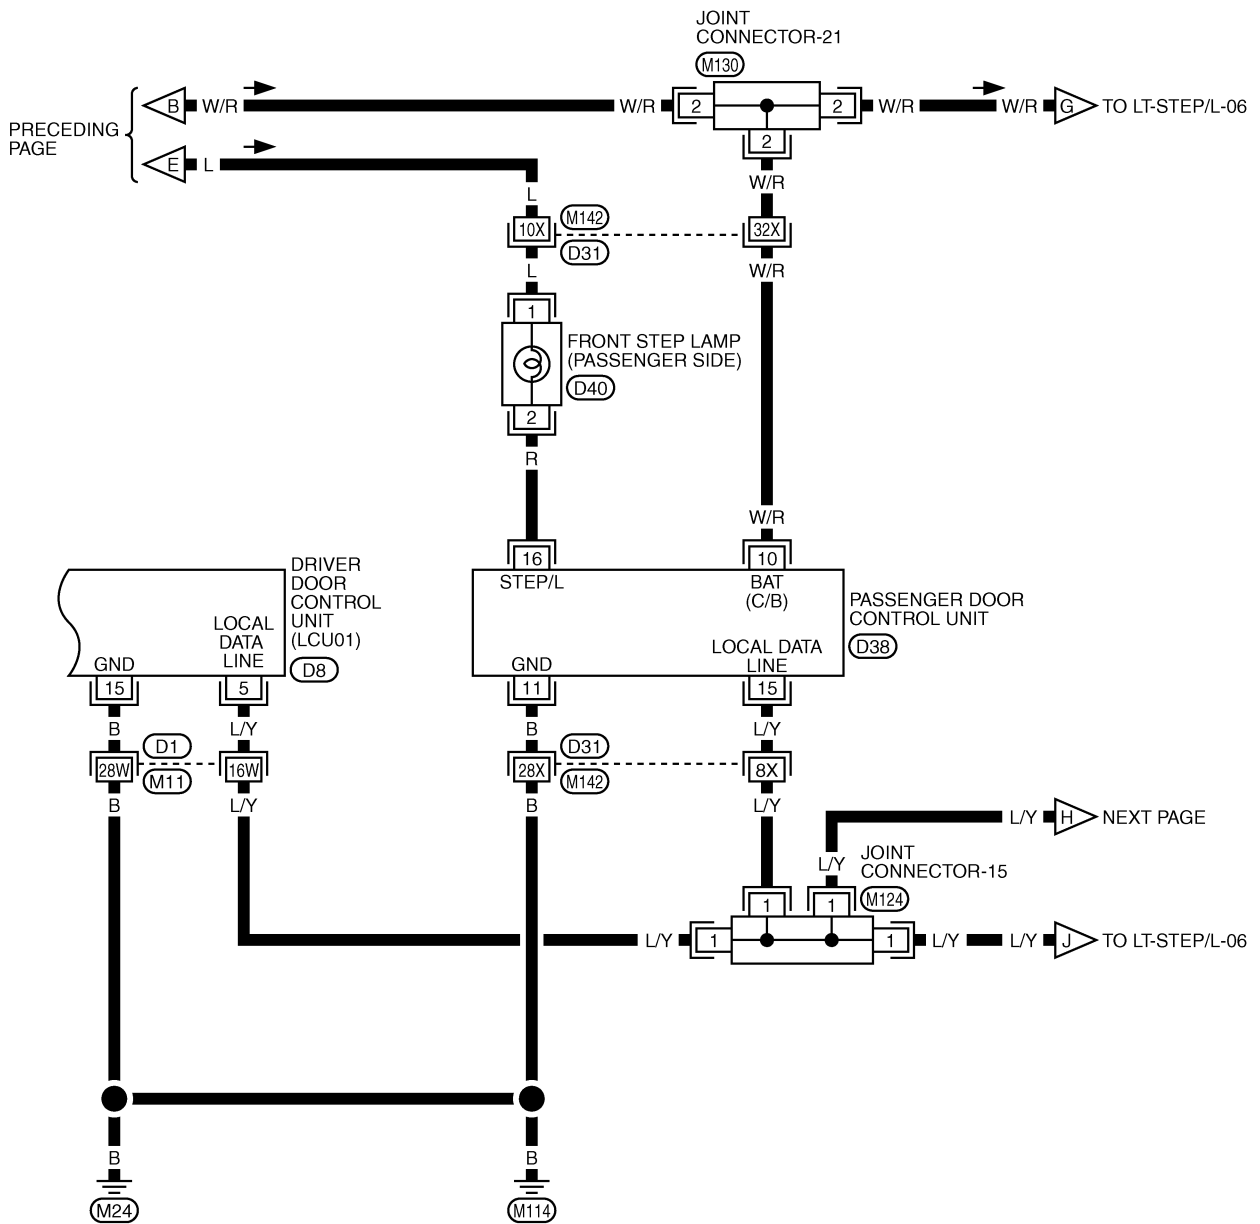 JOINT
CONNECTOR-21
M130
PRECEDING
PAGE
B W/R W/R 2 2 W/R W/R G TO LT-STEP/L-06
2
E L
W/R
L
10X M142 32X
D31
L W/R
1
FRONT STEP LAMP
(PASSENGER SIDE)
D40
2
R
W/R
16 10
STEP/L BAT
(C/B)
DRIVER
DOOR
CONTROL
UNIT
(LCU01)
D8
PASSENGER DOOR
CONTROL UNIT
D38
LOCAL
DATA
LINE
GND
LOCAL DATA
LINE
GND
15 5 11 15
B L/Y B L/Y
28W D1 16W 28X D31 8X
M11 M142
B L/Y B L/Y
L/Y H NEXT PAGE
L/Y
JOINT
CONNECTOR-15
M124
1 1
L/Y 1 1 L/Y L/Y J TO LT-STEP/L-06
B B
M24 M114